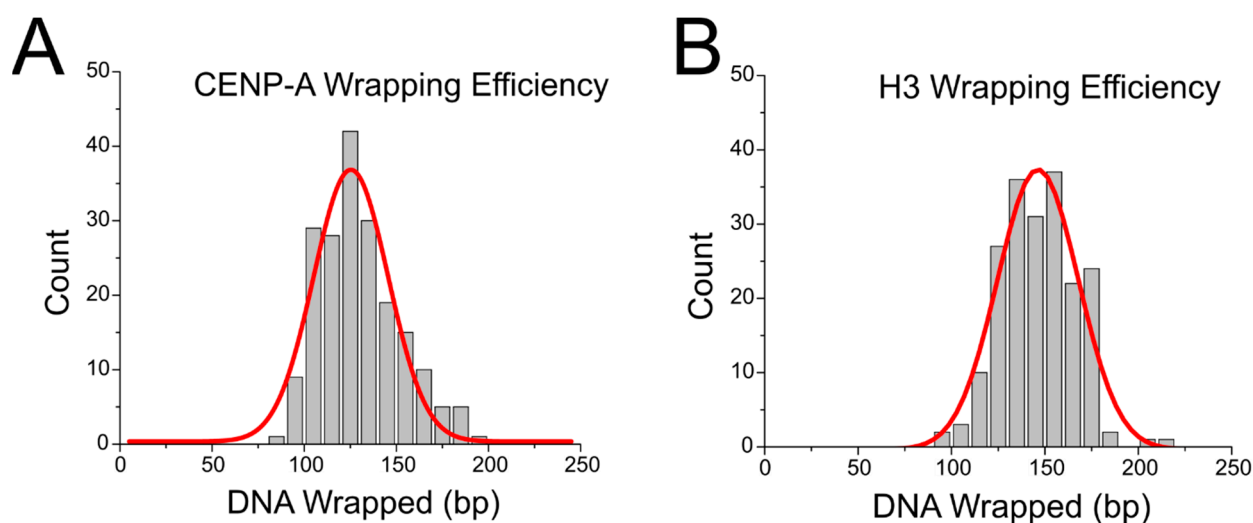 A
CENP-A Wrapping Efficiency
50
40
30
20
10
0
Count
0 50 100 150 200 250
DNA Wrapped (bp)
B
H3 Wrapping Efficiency
50
40
30
20
10
0
Count
0 50 100 150 200 250
DNA Wrapped (bp)